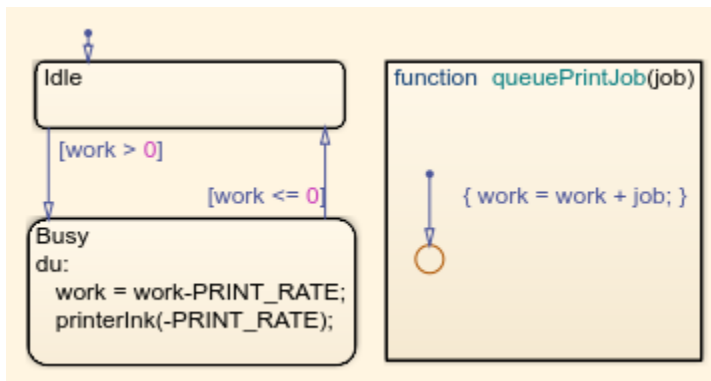 Idle
[work > 0]
[work <= 0]
Busy
du:
work = work-PRINT_RATE;
printerInk(-PRINT_RATE);
function queuePrintJob(job)
{ work = work + job; }